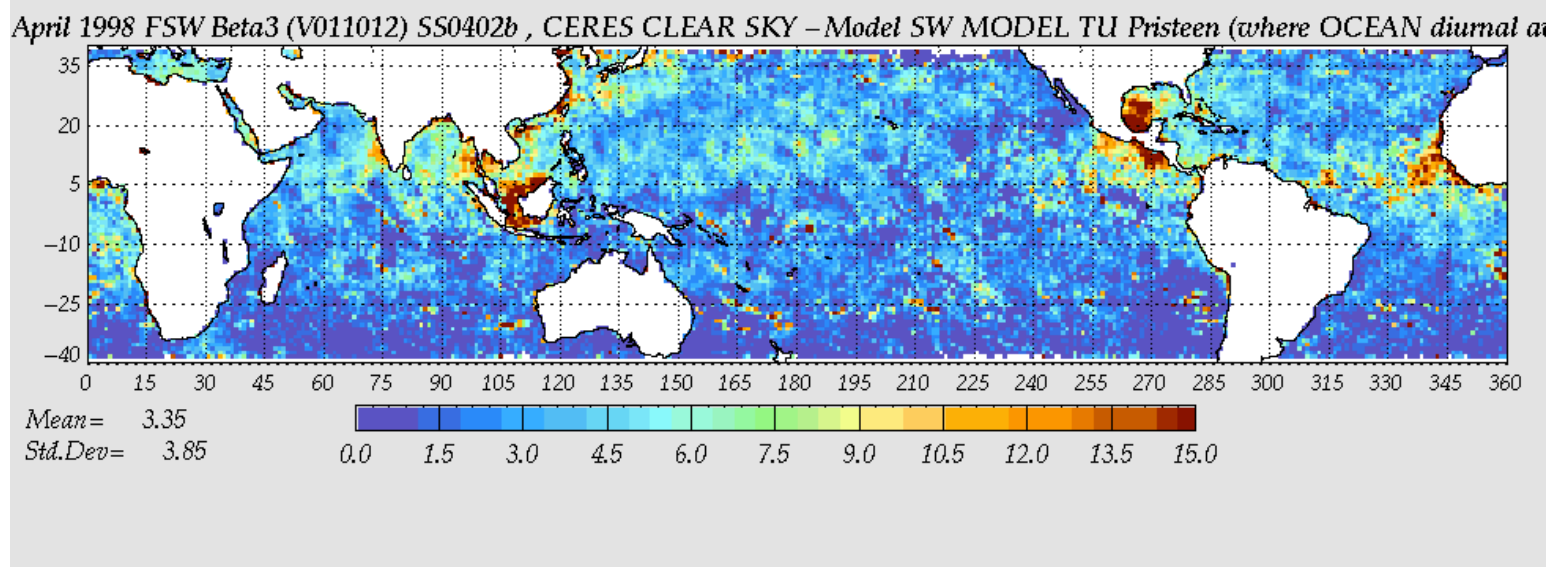 April 1998 FSW Beta3 (V011012) SS0402b , CERES CLEAR SKY –Model SW MODEL TU Pristeen (where OCEAN diurnal
35
20
5
–10
–25
–40
0 15 30 45 60 75 90 105 120 135 150 165 180 195 210 225 240 255 270 285 300 315 330 345 360
Mean= 3.35
Std.Dev= 3.85
0.0 1.5 3.0 4.5 6.0 7.5 9.0 10.5 12.0 13.5 15.0